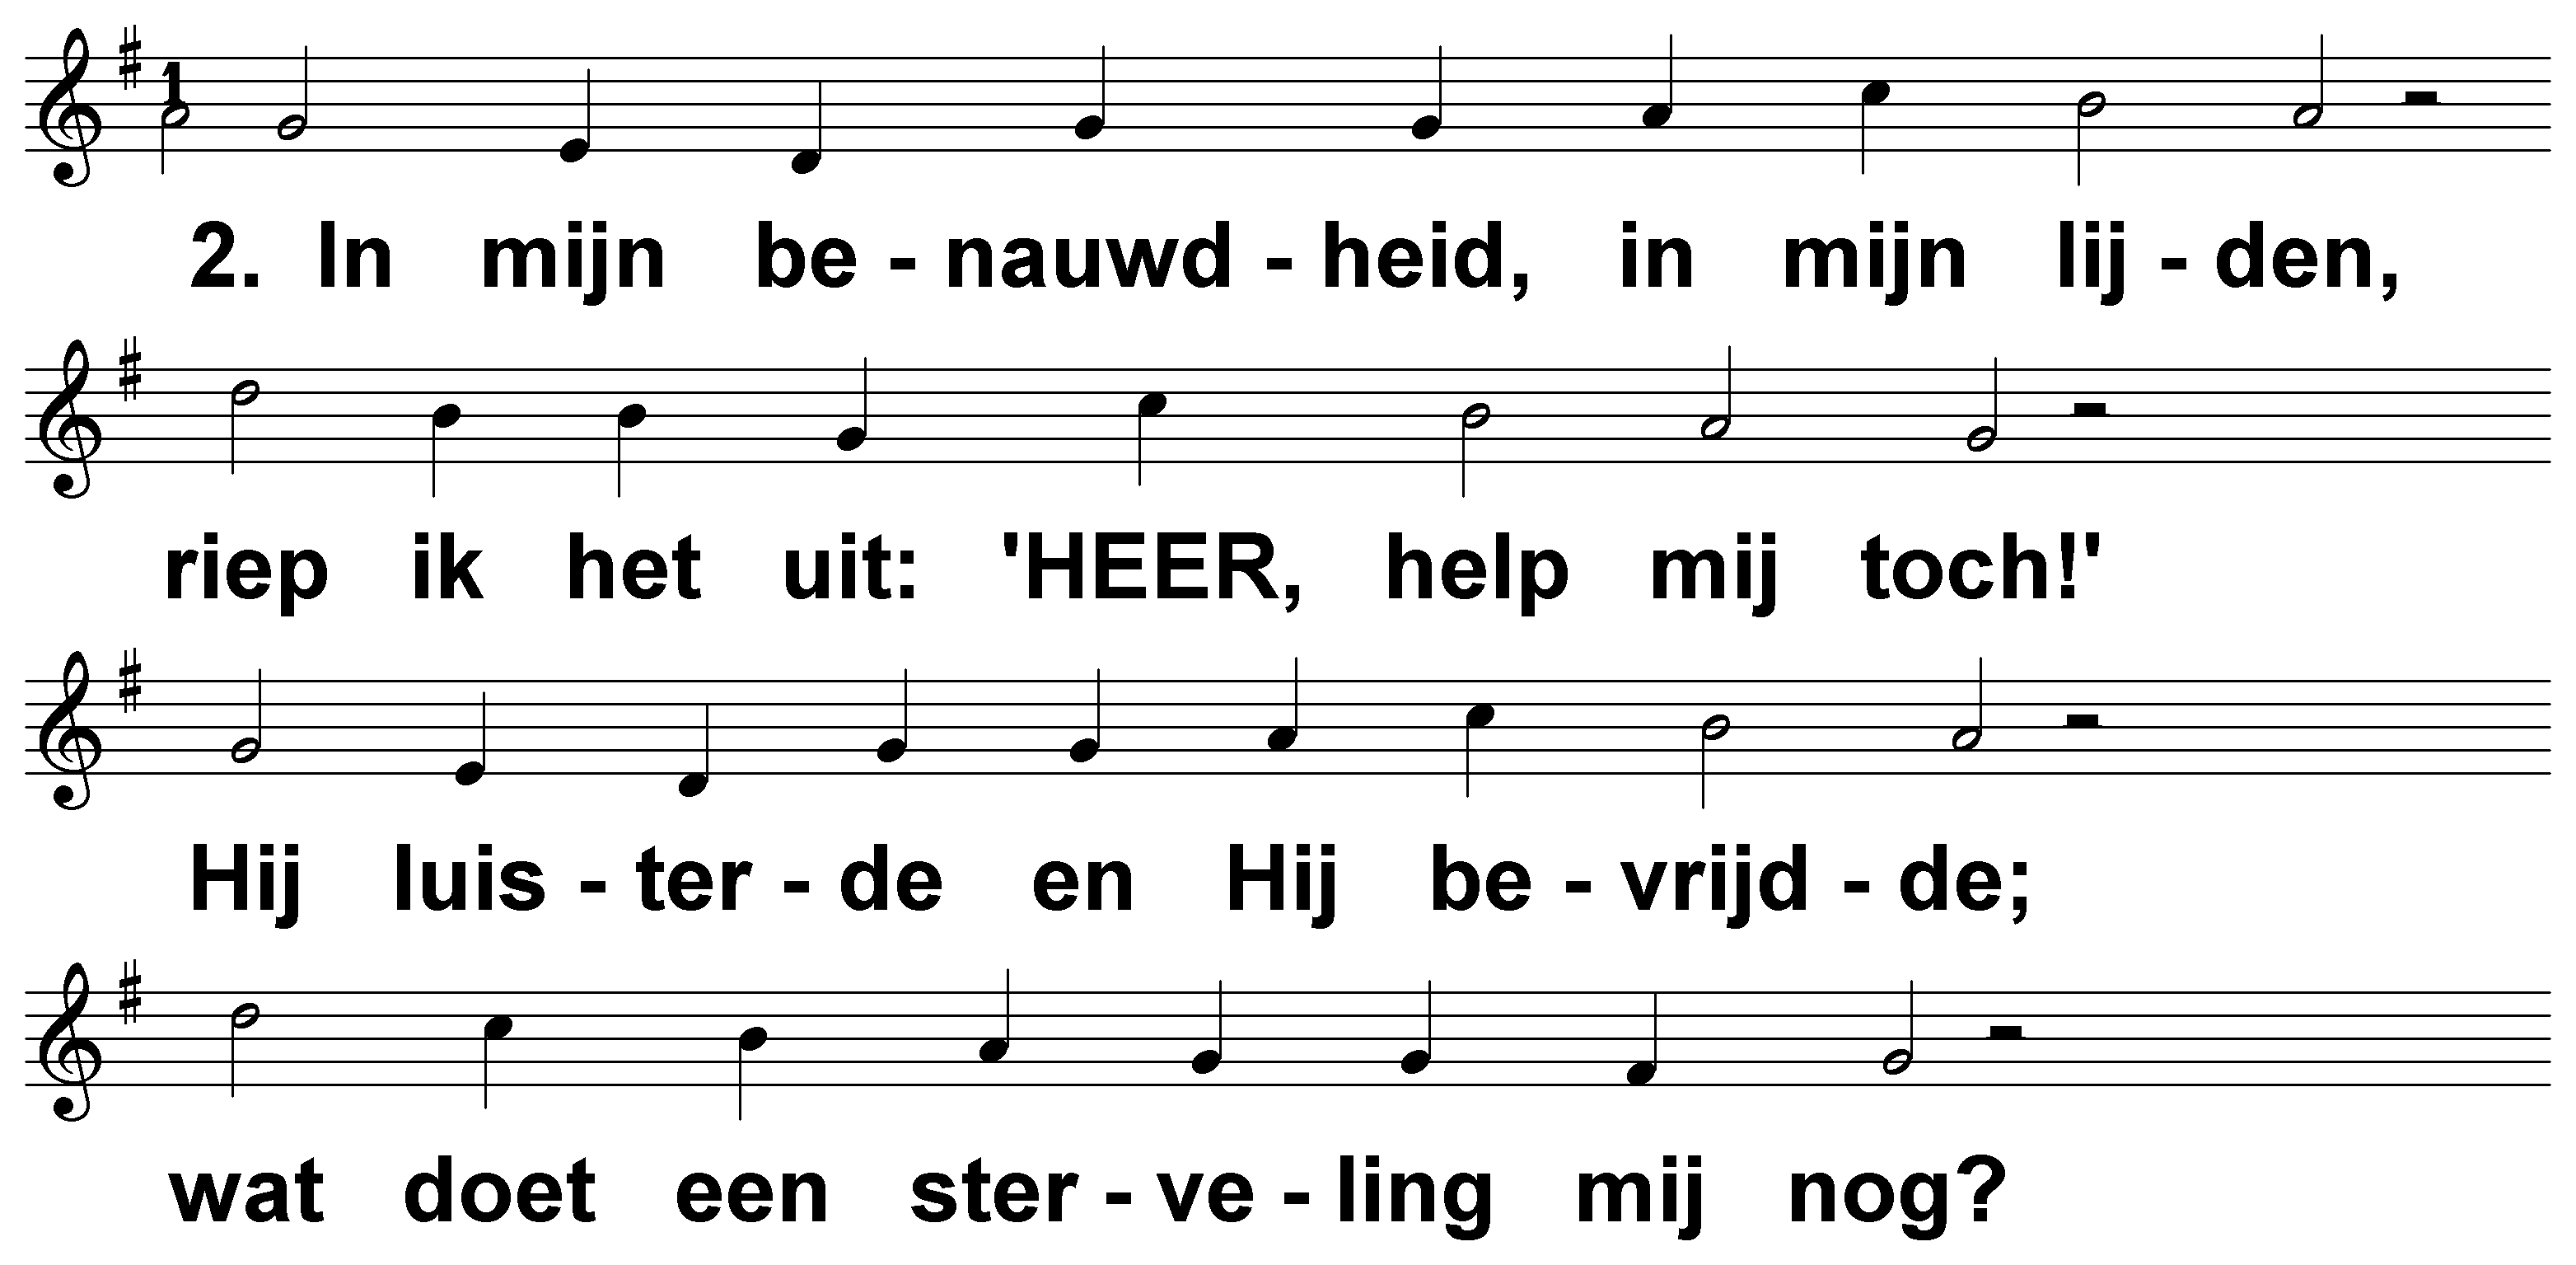 1
2. In mijn be - nauwd - heid, in mijn lij - den,
riep ik het uit: 'HEER, help mij toch!'
Hij luis - ter - de en Hij be - vrijd - de;
wat doet een ster - ve - ling mij nog?